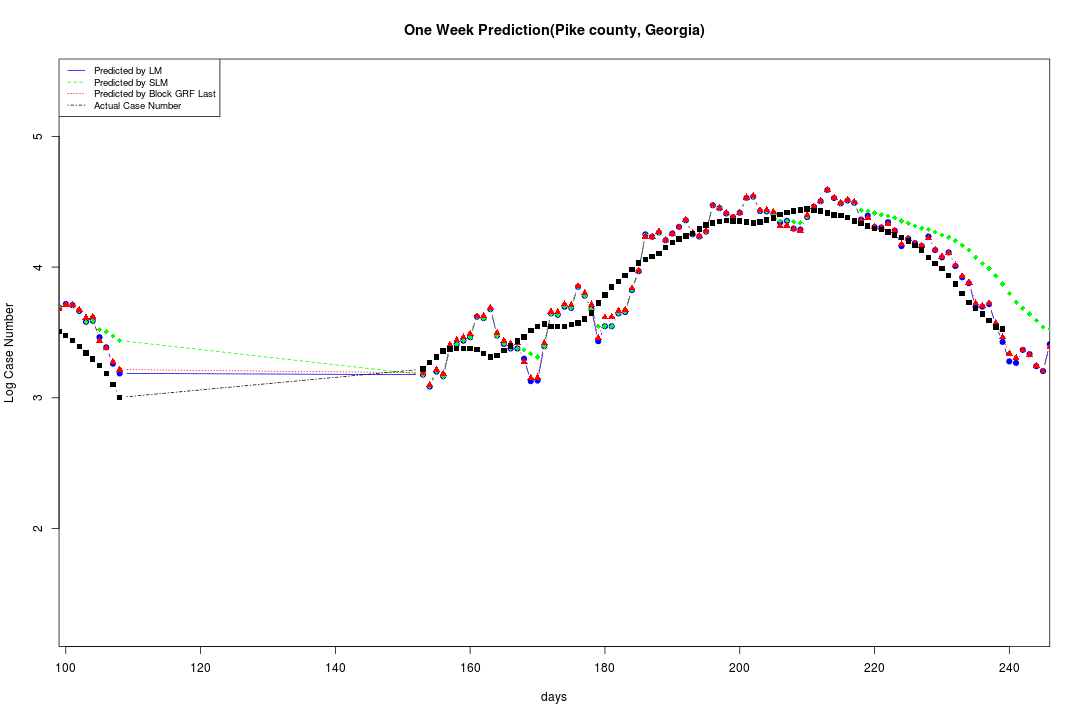 One Week Prediction(Pike county, Georgia)
Predicted by LM
Predicted by SLM
Predicted by Block GRF Last
Actual Case Number
Log Case Number
5
4
3
2
100 120 140 160 180 200 220 240
days